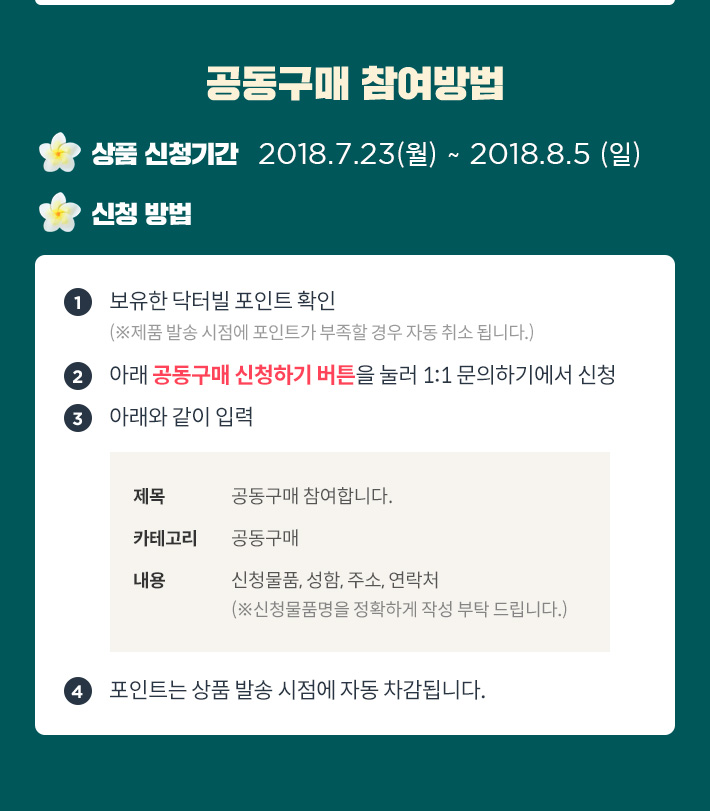 공동구매 참여방법
상품 신청기간 2018.7.23(월) ~ 2018.8.5 (일)
신청 방법
1 보유한 닥터빌 포인트 확인
(※제품 발송 시점에 포인트가 부족할 경우 자동 취소 됩니다.)
2 아래 공동구매 신청하기 버튼을 눌러 1:1 문의하기에서 신청
3 아래와 같이 입력
제목 공동구매 참여합니다.
카테고리 공동구매
내용 신청물품, 성함, 주소, 연락처
(※신청물품명을 정확하게 작성 부탁 드립니다.)
4 포인트는 상품 발송 시점에 자동 차감됩니다.